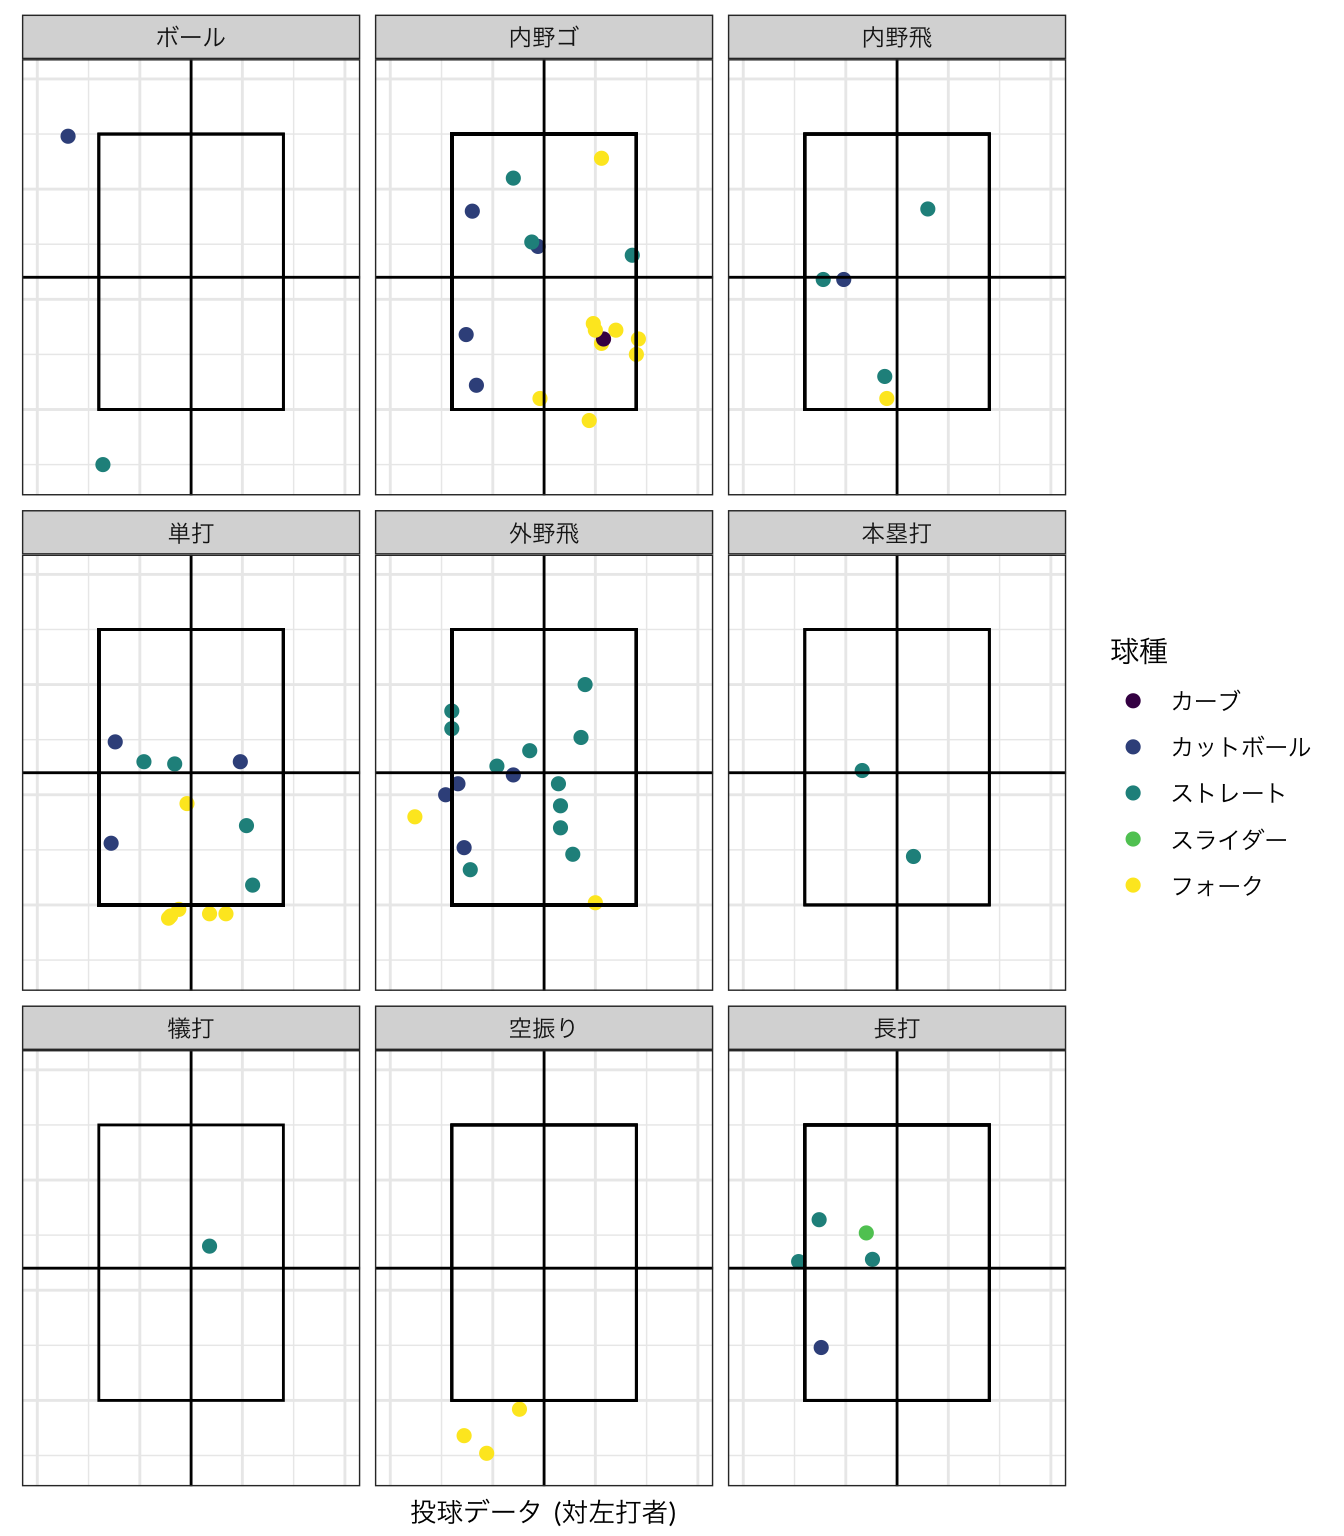 ボール
内野ゴ
内野飛
単打
外野飛
本塁打
犠打
空振り
長打
球種
カーブ
カットボール
ストレート
スライダー
フォーク
投球データ (対左打者)